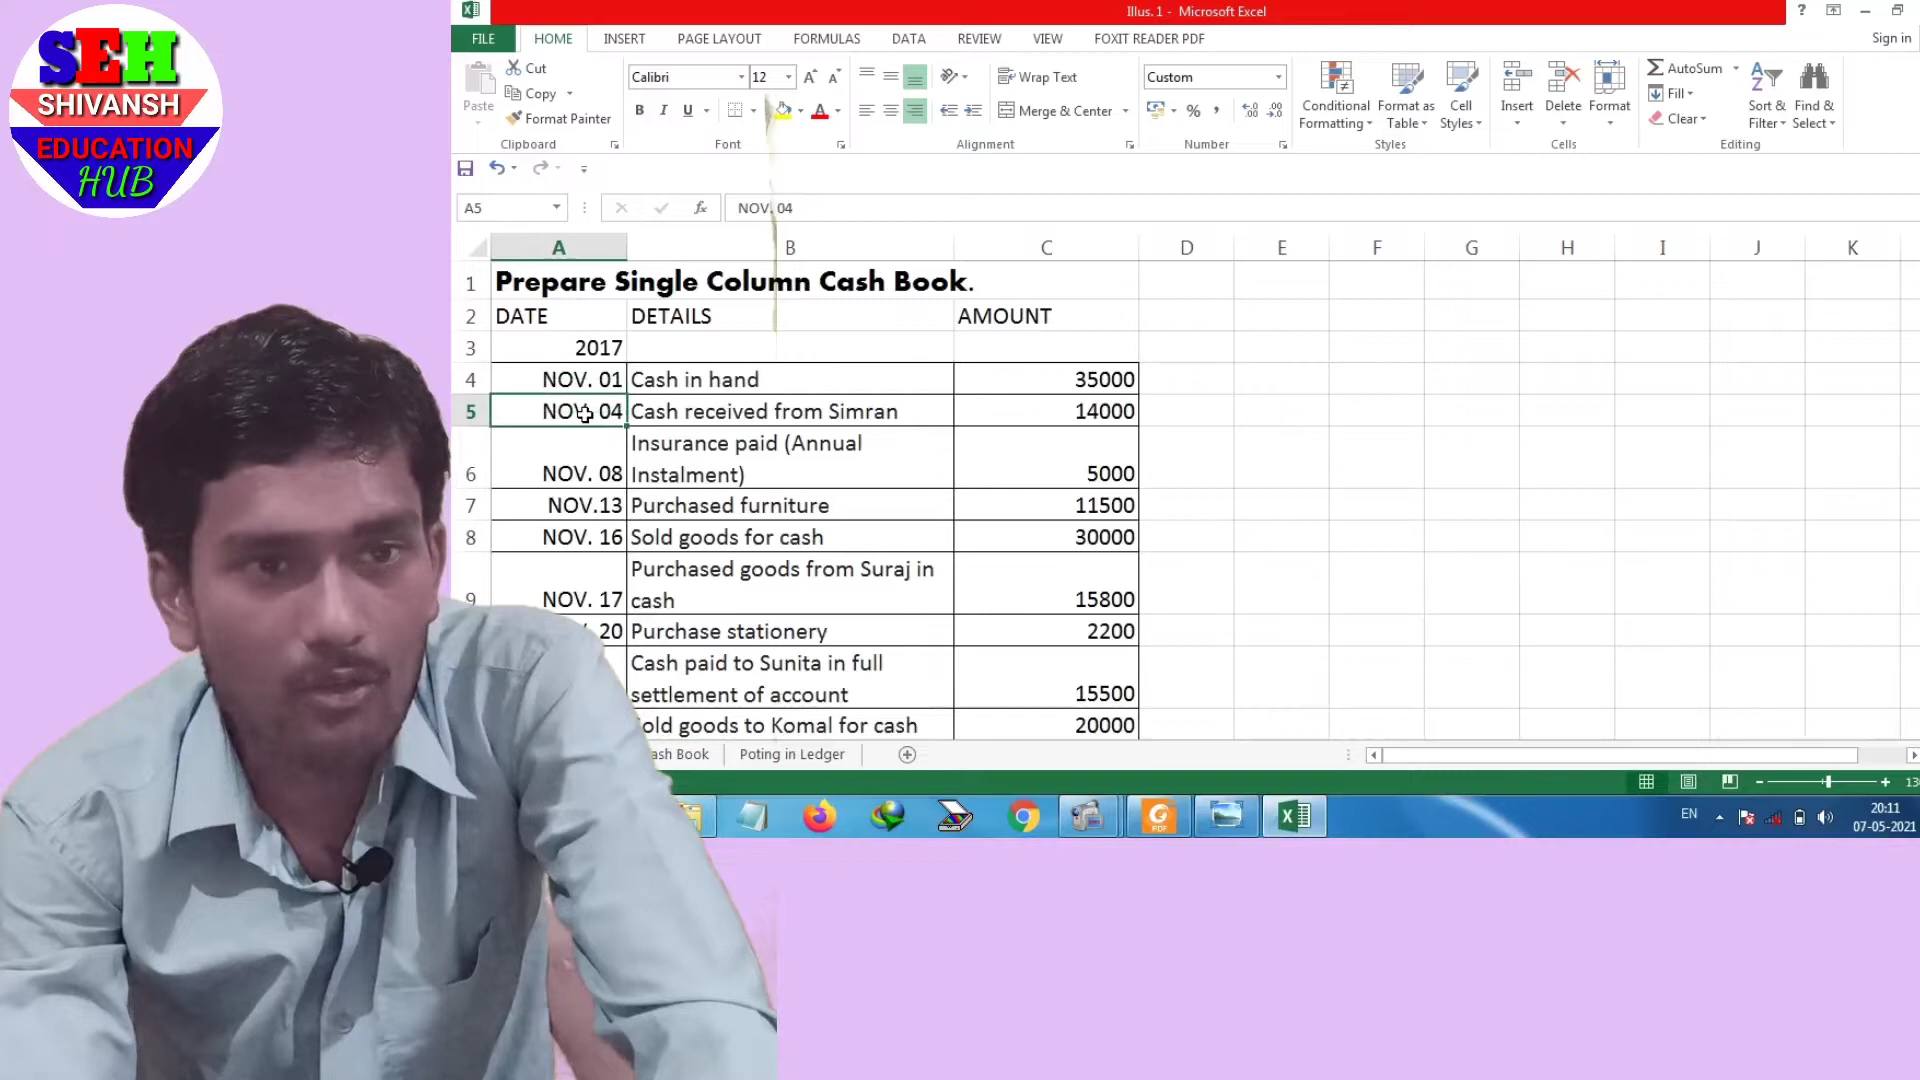 SEH
SHIVANSH
EDUCATION
HUB
Illus. 1 - Microsoft Excel
FILE HOME INSERT PAGE LAYOUT FORMULAS DATA REVIEW VIEW FOXIT READER PDF Sign in
Paste Cut Copy Format Painter
Calibri 12
B I U A
Wrap Text
Merge & Center
Custom
%
Conditional Formatting Format as Table Cell Styles
Insert Delete Format
AutoSum
Fill
Clear
Sort & Filter Find & Select
Clipboard Font Alignment Number Styles Cells Editing
A5 fx NOV. 04
A B C D E F G H I J K
1 Prepare Single Column Cash Book.
2 DATE DETAILS AMOUNT
3 2017
4 NOV. 01 Cash in hand 35000
5 NOV. 04 Cash received from Simran 14000
Insurance paid (Annual
6 NOV. 08 Instalment) 5000
7 NOV.13 Purchased furniture 11500
8 NOV. 16 Sold goods for cash 30000
Purchased goods from Suraj in
9 NOV. 17 cash 15800
20 Purchase stationery 2200
Cash paid to Sunita in full
settlement of account 15500
old goods to Komal for cash 20000
ash Book Poting in Ledger
13
EN
PDF
20:11
07-05-2021